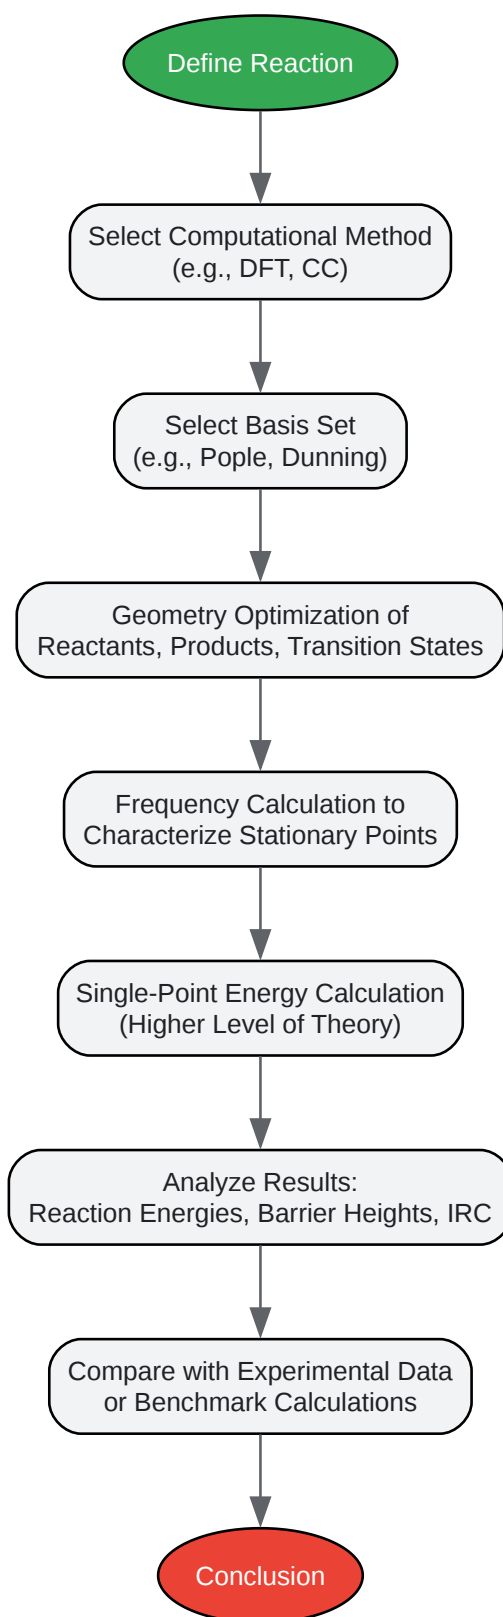 Define Reaction
Select Computational Method
(e.g., DFT, CC)
Select Basis Set
(e.g., Pople, Dunning)
Geometry Optimization of
Reactants, Products, Transition States
Frequency Calculation to
Characterize Stationary Points
Single-Point Energy Calculation
(Higher Level of Theory)
Analyze Results:
Reaction Energies, Barrier Heights, IRC
Compare with Experimental Data
or Benchmark Calculations
Conclusion